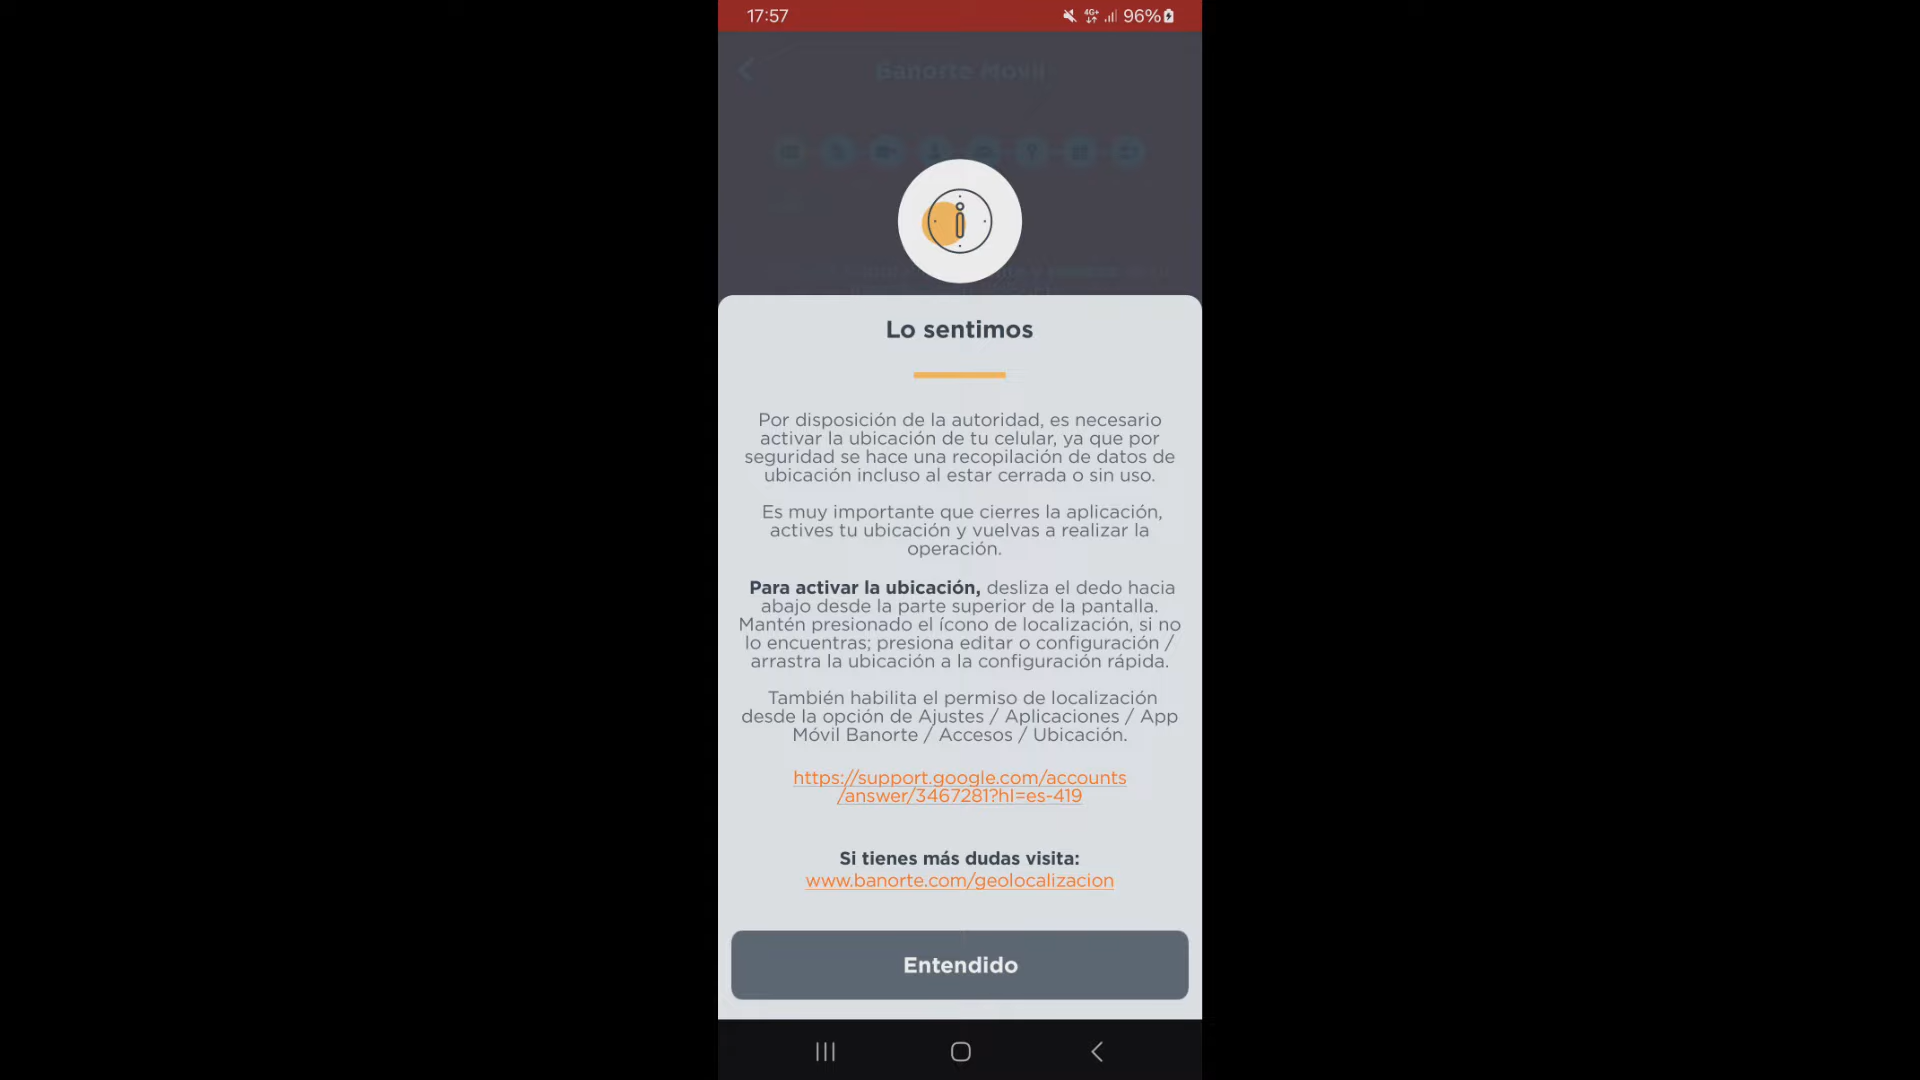 17:57
4G+
96%
Banorte Móvil
Lo sentimos
Por disposición de la autoridad, es necesario
activar la ubicación de tu celular, ya que por
seguridad se hace una recopilación de datos de
ubicación incluso al estar cerrada o sin uso.
Es muy importante que cierres la aplicación,
actives tu ubicación y vuelvas a realizar la
operación.
Para activar la ubicación, desliza el dedo hacia
abajo desde la parte superior de la pantalla.
Mantén presionado el ícono de localización, si no
lo encuentras; presiona editar o configuración /
arrastra la ubicación a la configuración rápida.
También habilita el permiso de localización
desde la opción de Ajustes / Aplicaciones / App
Móvil Banorte / Accesos / Ubicación.
https://support.google.com/accounts
/answer/3467281?hl=es-419
Si tienes más dudas visita:
www.banorte.com/geolocalizacion
Entendido